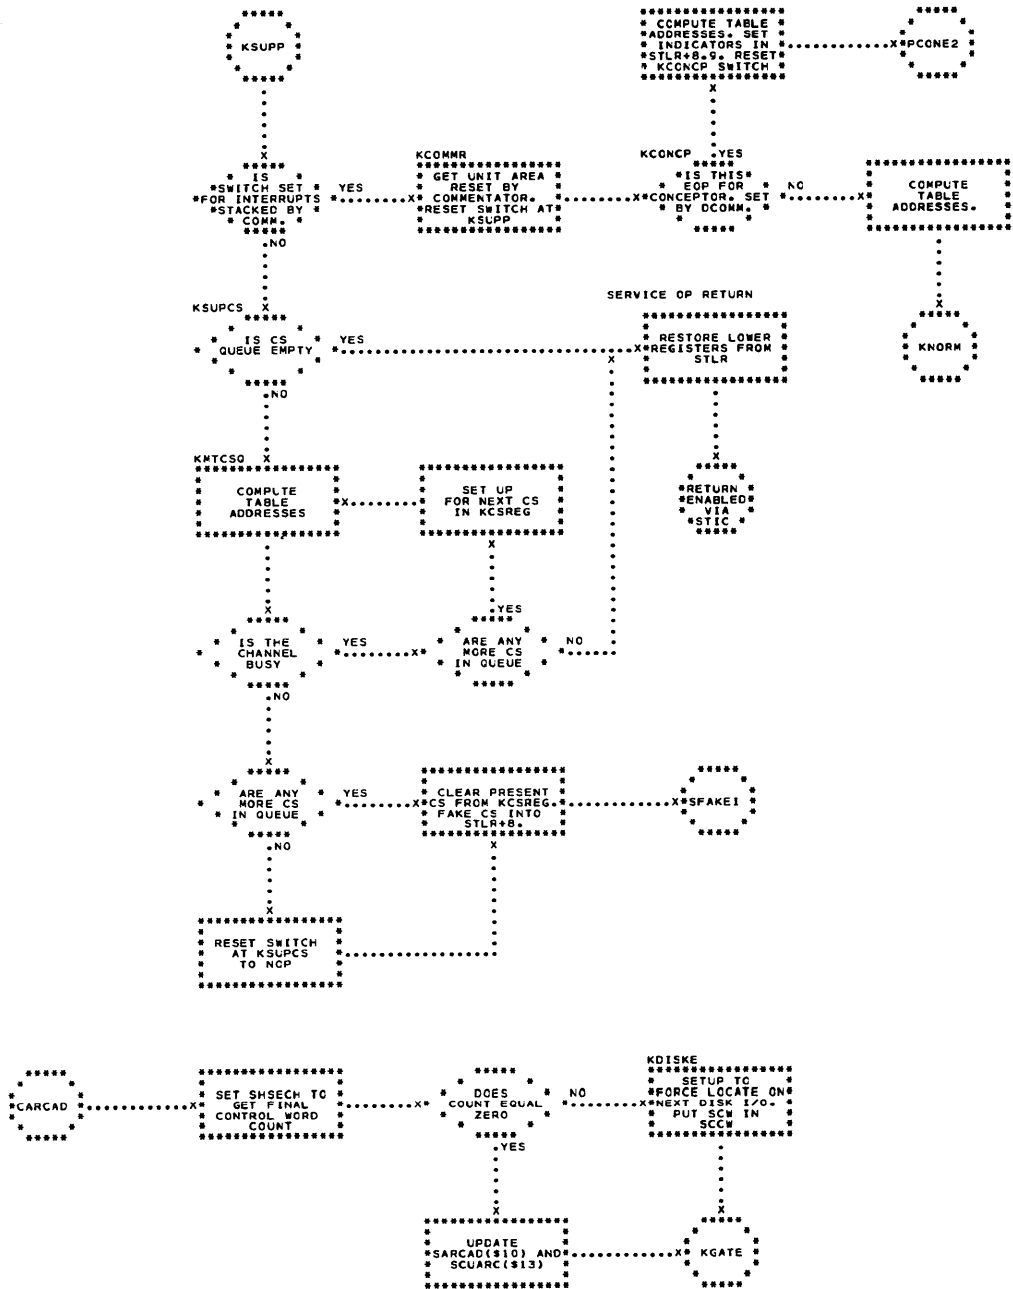 KSUPP
COMPUTE TABLE
ADDRESSES. SET
INDICATORS IN
STLR+8.9. RESET
KCONCP SWITCH
PCONE2
IS
SWITCH SET
FOR INTERRUPTS
STACKED BY
COMM.
YES
NO
KCOMMR
GET UNIT AREA
RESET BY
COMMENTATOR.
RESET SWITCH AT
KSUPP
KCONCP
YES
IS THIS
EOP FOR
CONCEPTOR. SET
BY DCOMM.
NO
COMPUTE
TABLE
ADDRESSES.
KSUPCS
IS CS
QUEUE EMPTY
YES
NO
SERVICE OP RETURN
RESTORE LOWER
REGISTERS FROM
STLR
KNORM
KMTCSQ
COMPUTE
TABLE
ADDRESSES
SET UP
FOR NEXT CS
IN KCSREG
RETURN
ENABLED
VIA
STIC
YES
IS THE
CHANNEL
BUSY
YES
NO
ARE ANY
MORE CS
IN QUEUE
NO
ARE ANY
MORE CS
IN QUEUE
YES
NO
CLEAR PRESENT
CS FROM KCSREG.
FAKE CS INTO
STLR+8.
SFAKEI
RESET SWITCH
AT KSUPCS
TO NOP
CARCAD
SET SHSECH TO
GET FINAL
CONTROL WORD
COUNT
DOES
COUNT EQUAL
ZERO
NO
YES
KDISKE
SETUP TO
FORCE LOCATE ON
NEXT DISK I/O.
PUT SCW IN
SCCW
UPDATE
SARCAD($10) AND
SCUARC($13)
KGATE